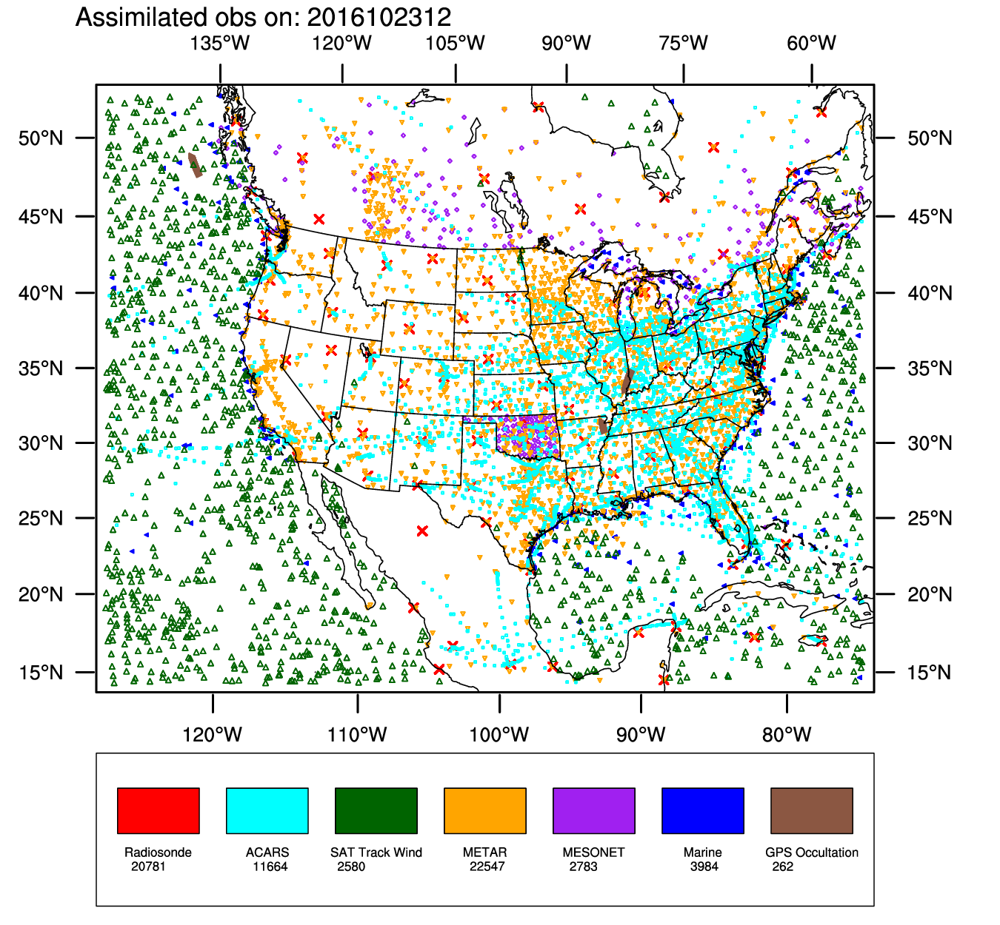 Assimilated obs on: 2016102312
135°W 120°W 105°W 90°W 75°W 60°W
50°N 50°N
45°N 45°N
40°N 40°N
35°N 35°N
30°N 30°N
25°N 25°N
20°N 20°N
15°N 15°N
120°W 110°W 100°W 90°W 80°W
Radiosonde ACARS SAT Track Wind METAR MESONET Marine GPS Occultation
20781 11664 2580 22547 2783 3984 262